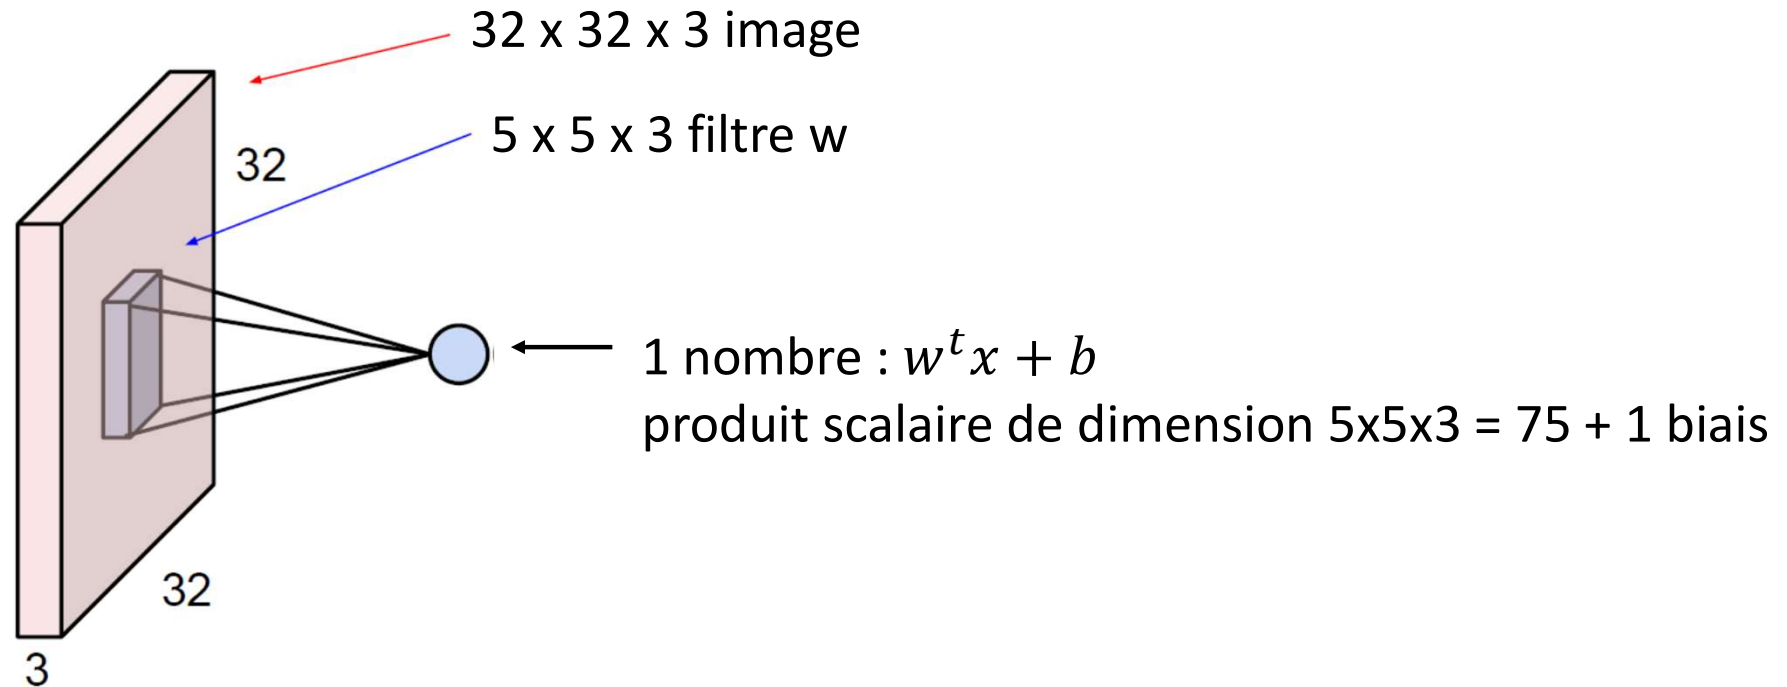 32 x 32 x 3 image
5 x 5 x 3 filtre w
32
1 nombre : $w^t x + b$
produit scalaire de dimension 5x5x3 = 75 + 1 biais
32
3